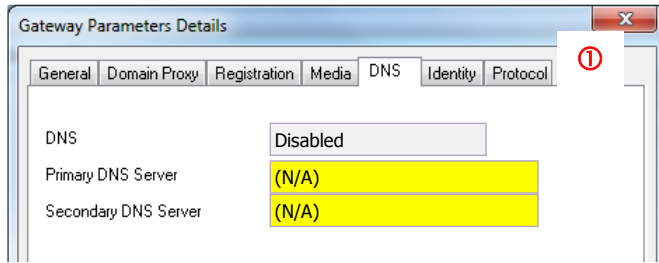 Gateway Parameters Details
①
General Domain Proxy Registration Media DNS Identity Protocol
DNS Disabled
Primary DNS Server (N/A)
Secondary DNS Server (N/A)